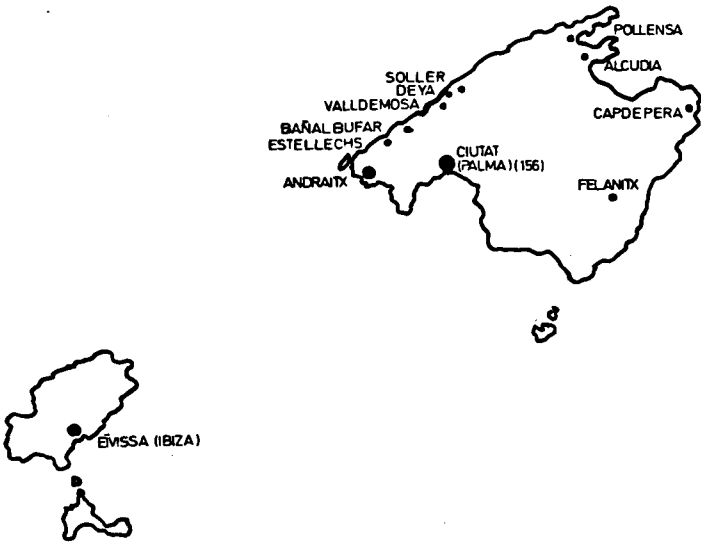 POLLENSA
ALCUDIA
SOLLER
DEYA
VALLDEMOSA
CAPDEPERA
BAÑALBUFAR
ESTELLECHS
CIUTAT
(PALMA) (156)
ANDRAITX
FELANITX
EIVISSA (IBIZA)